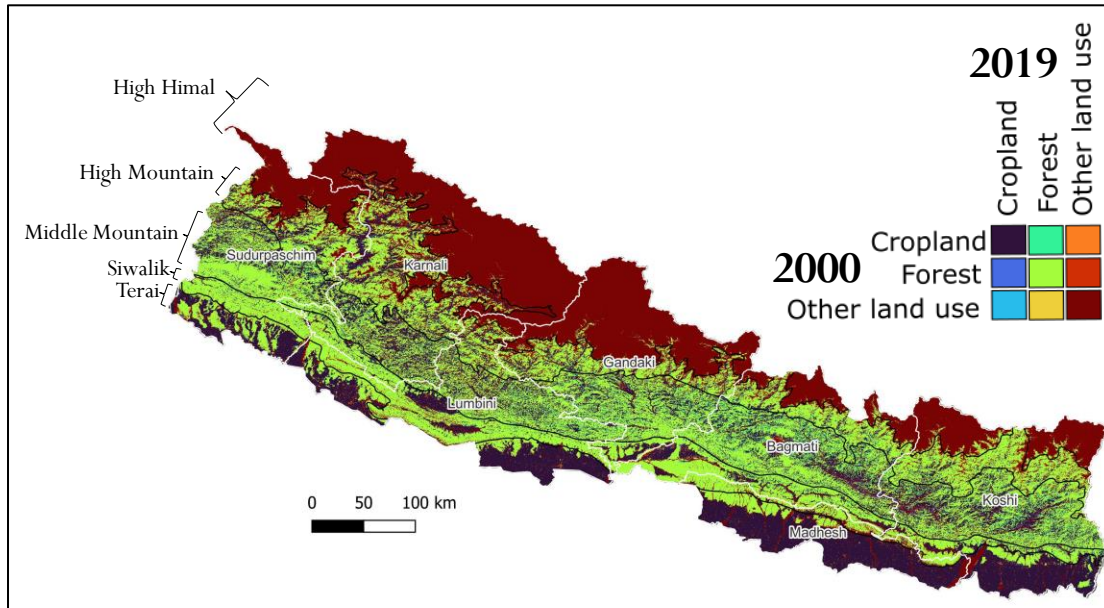 High Himal
High Mountain
Middle Mountain
Siwalik
Terai
Sudurpaschim
Karnali
Gandaki
Lumbini
Bagmati
Koshi
Madhesh
0 50 100 km
2019
Cropland
Forest
Other land use
2000
Cropland
Forest
Other land use